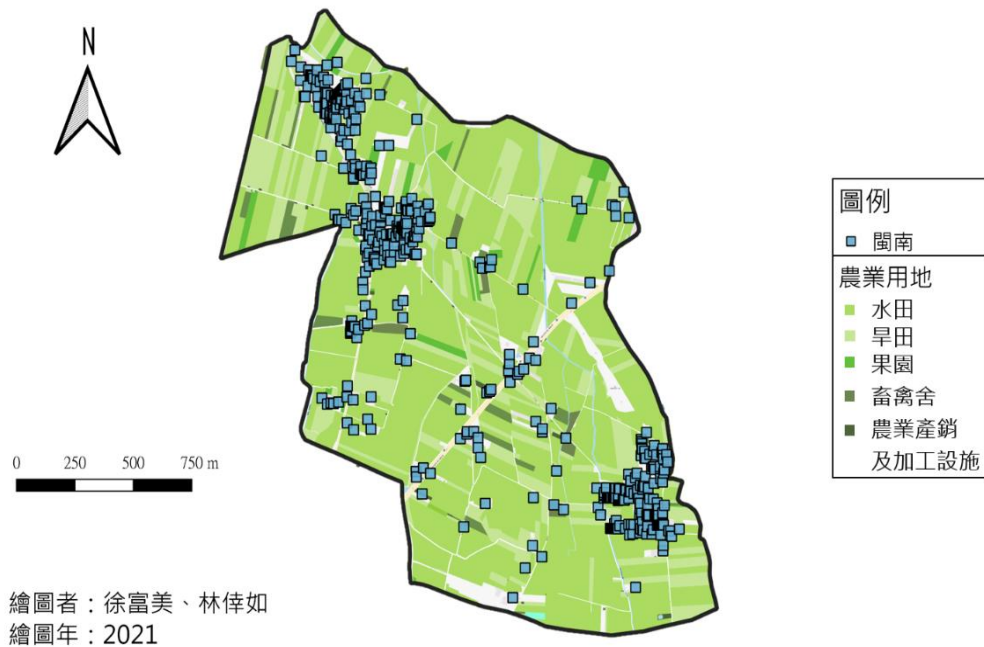 N
圖例
閩南
農業用地
水田
旱田
果園
畜禽舍
農業產銷
及加工設施
0 250 500 750 m
繪圖者：徐富美、林倖如
繪圖年：2021